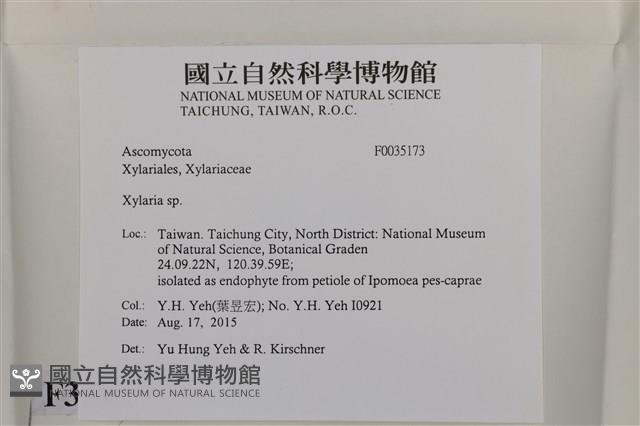 國立自然科學博物館
NATIONAL MUSEUM OF NATURAL SCIENCE
TAICHUNG, TAIWAN, R.O.C.
Ascomycota F0035173
Xylariales, Xylariaceae
Xylaria sp.
Loc.: Taiwan. Taichung City, North District: National Museum
of Natural Science, Botanical Graden
24.09.22N, 120.39.59E;
isolated as endophyte from petiole of Ipomoea pes-caprae
Col.: Y.H. Yeh(葉昱宏); No. Y.H. Yeh I0921
Date: Aug. 17, 2015
Det.: Yu Hung Yeh & R. Kirschner
國立自然科學博物館
NATIONAL MUSEUM OF NATURAL SCIENCE
F3